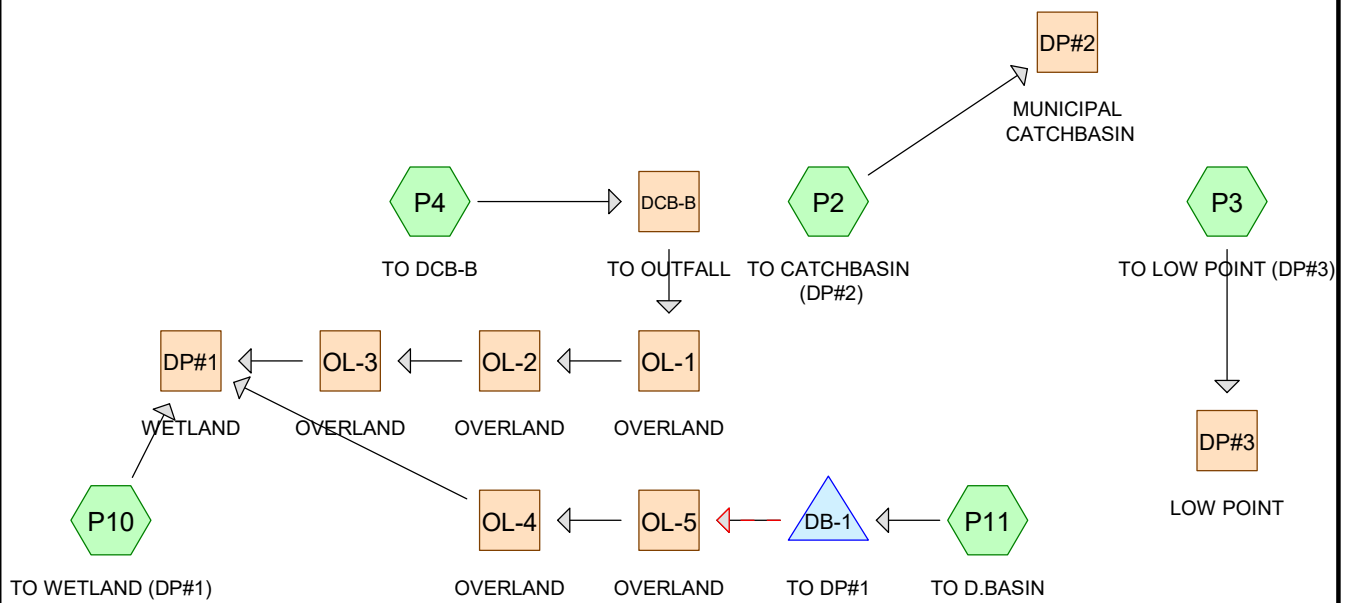 DP#2
MUNICIPAL
CATCHBASIN
P4
DCB-B
P2
P3
TO DCB-B
TO OUTFALL
TO CATCHBASIN
(DP#2)
TO LOW POINT (DP#3)
DP#1
OL-3
OL-2
OL-1
WETLAND
OVERLAND
OVERLAND
OVERLAND
DP#3
LOW POINT
P10
OL-4
OL-5
DB-1
P11
TO WETLAND (DP#1)
OVERLAND
OVERLAND
TO DP#1
TO D.BASIN